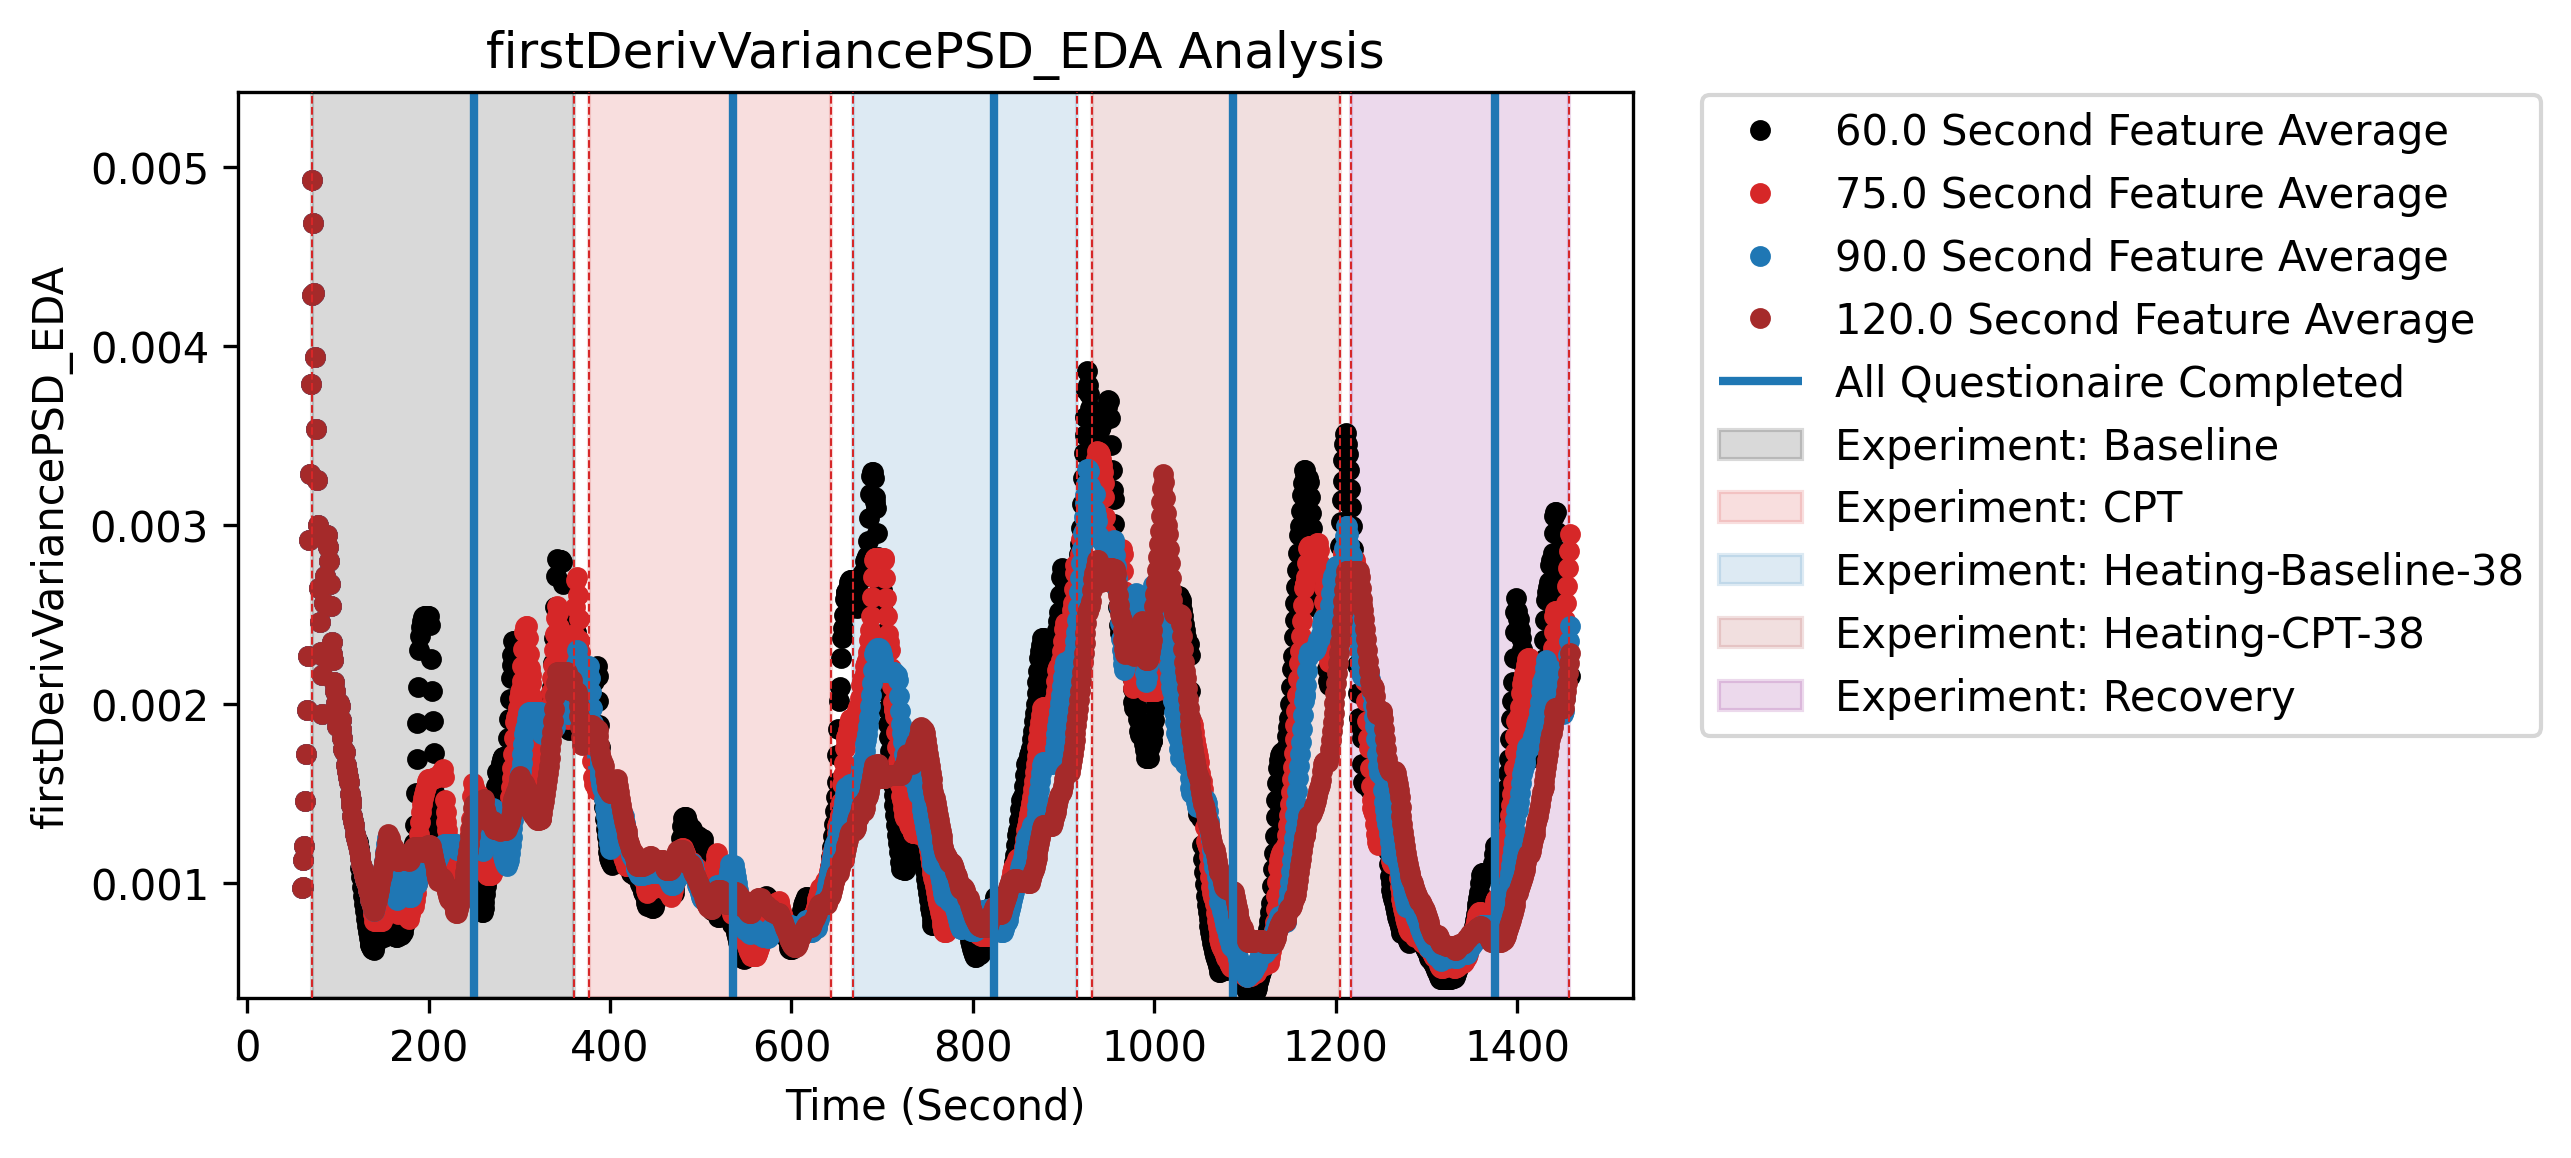 firstDerivVariancePSD_EDA Analysis
firstDerivVariancePSD_EDA
0.005
0.004
0.003
0.002
0.001
0 200 400 600 800 1000 1200 1400
Time (Second)
60.0 Second Feature Average
75.0 Second Feature Average
90.0 Second Feature Average
120.0 Second Feature Average
All Questionaire Completed
Experiment: Baseline
Experiment: CPT
Experiment: Heating-Baseline-38
Experiment: Heating-CPT-38
Experiment: Recovery